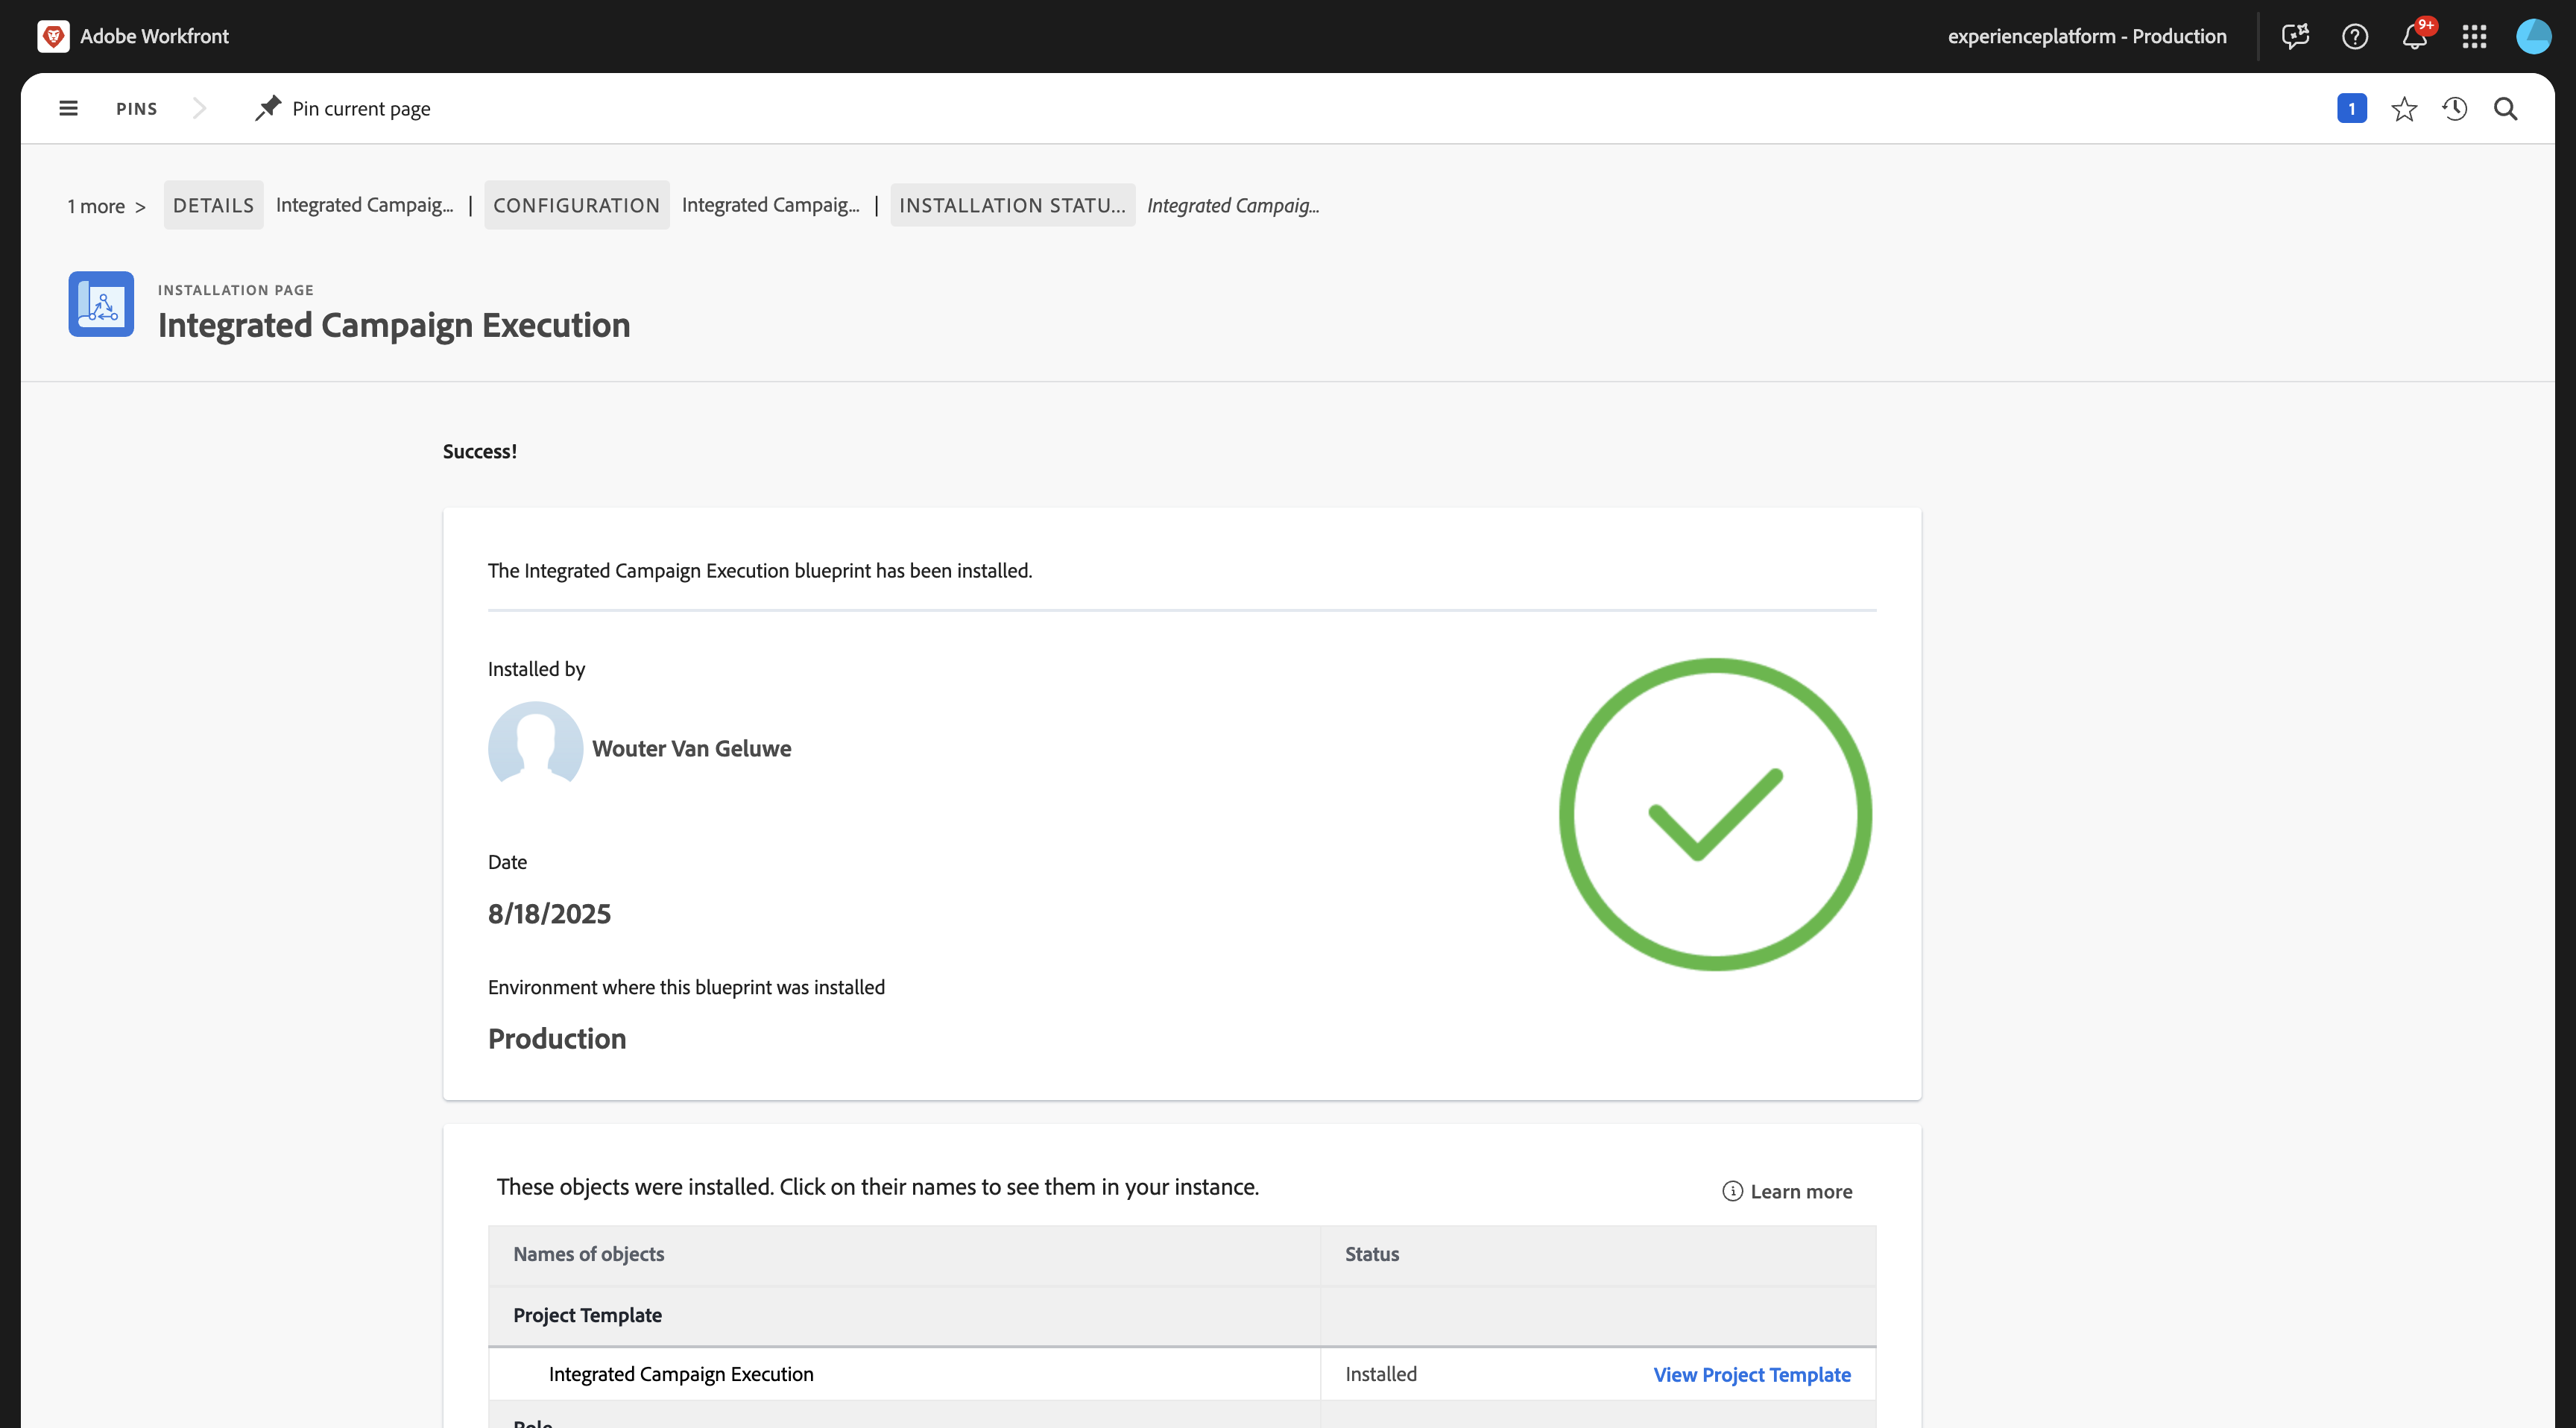 Adobe Workfront
experienceplatform - Production
9+
PINS
Pin current page
1
1 more >
DETAILS Integrated Campaig... | CONFIGURATION Integrated Campaig... | INSTALLATION STATU... Integrated Campaig...
INSTALLATION PAGE
Integrated Campaign Execution
Success!
The Integrated Campaign Execution blueprint has been installed.
Installed by
Wouter Van Geluwe
Date
8/18/2025
Environment where this blueprint was installed
Production
These objects were installed. Click on their names to see them in your instance.
Learn more
Names of objects Status
Project Template
Integrated Campaign Execution Installed View Project Template